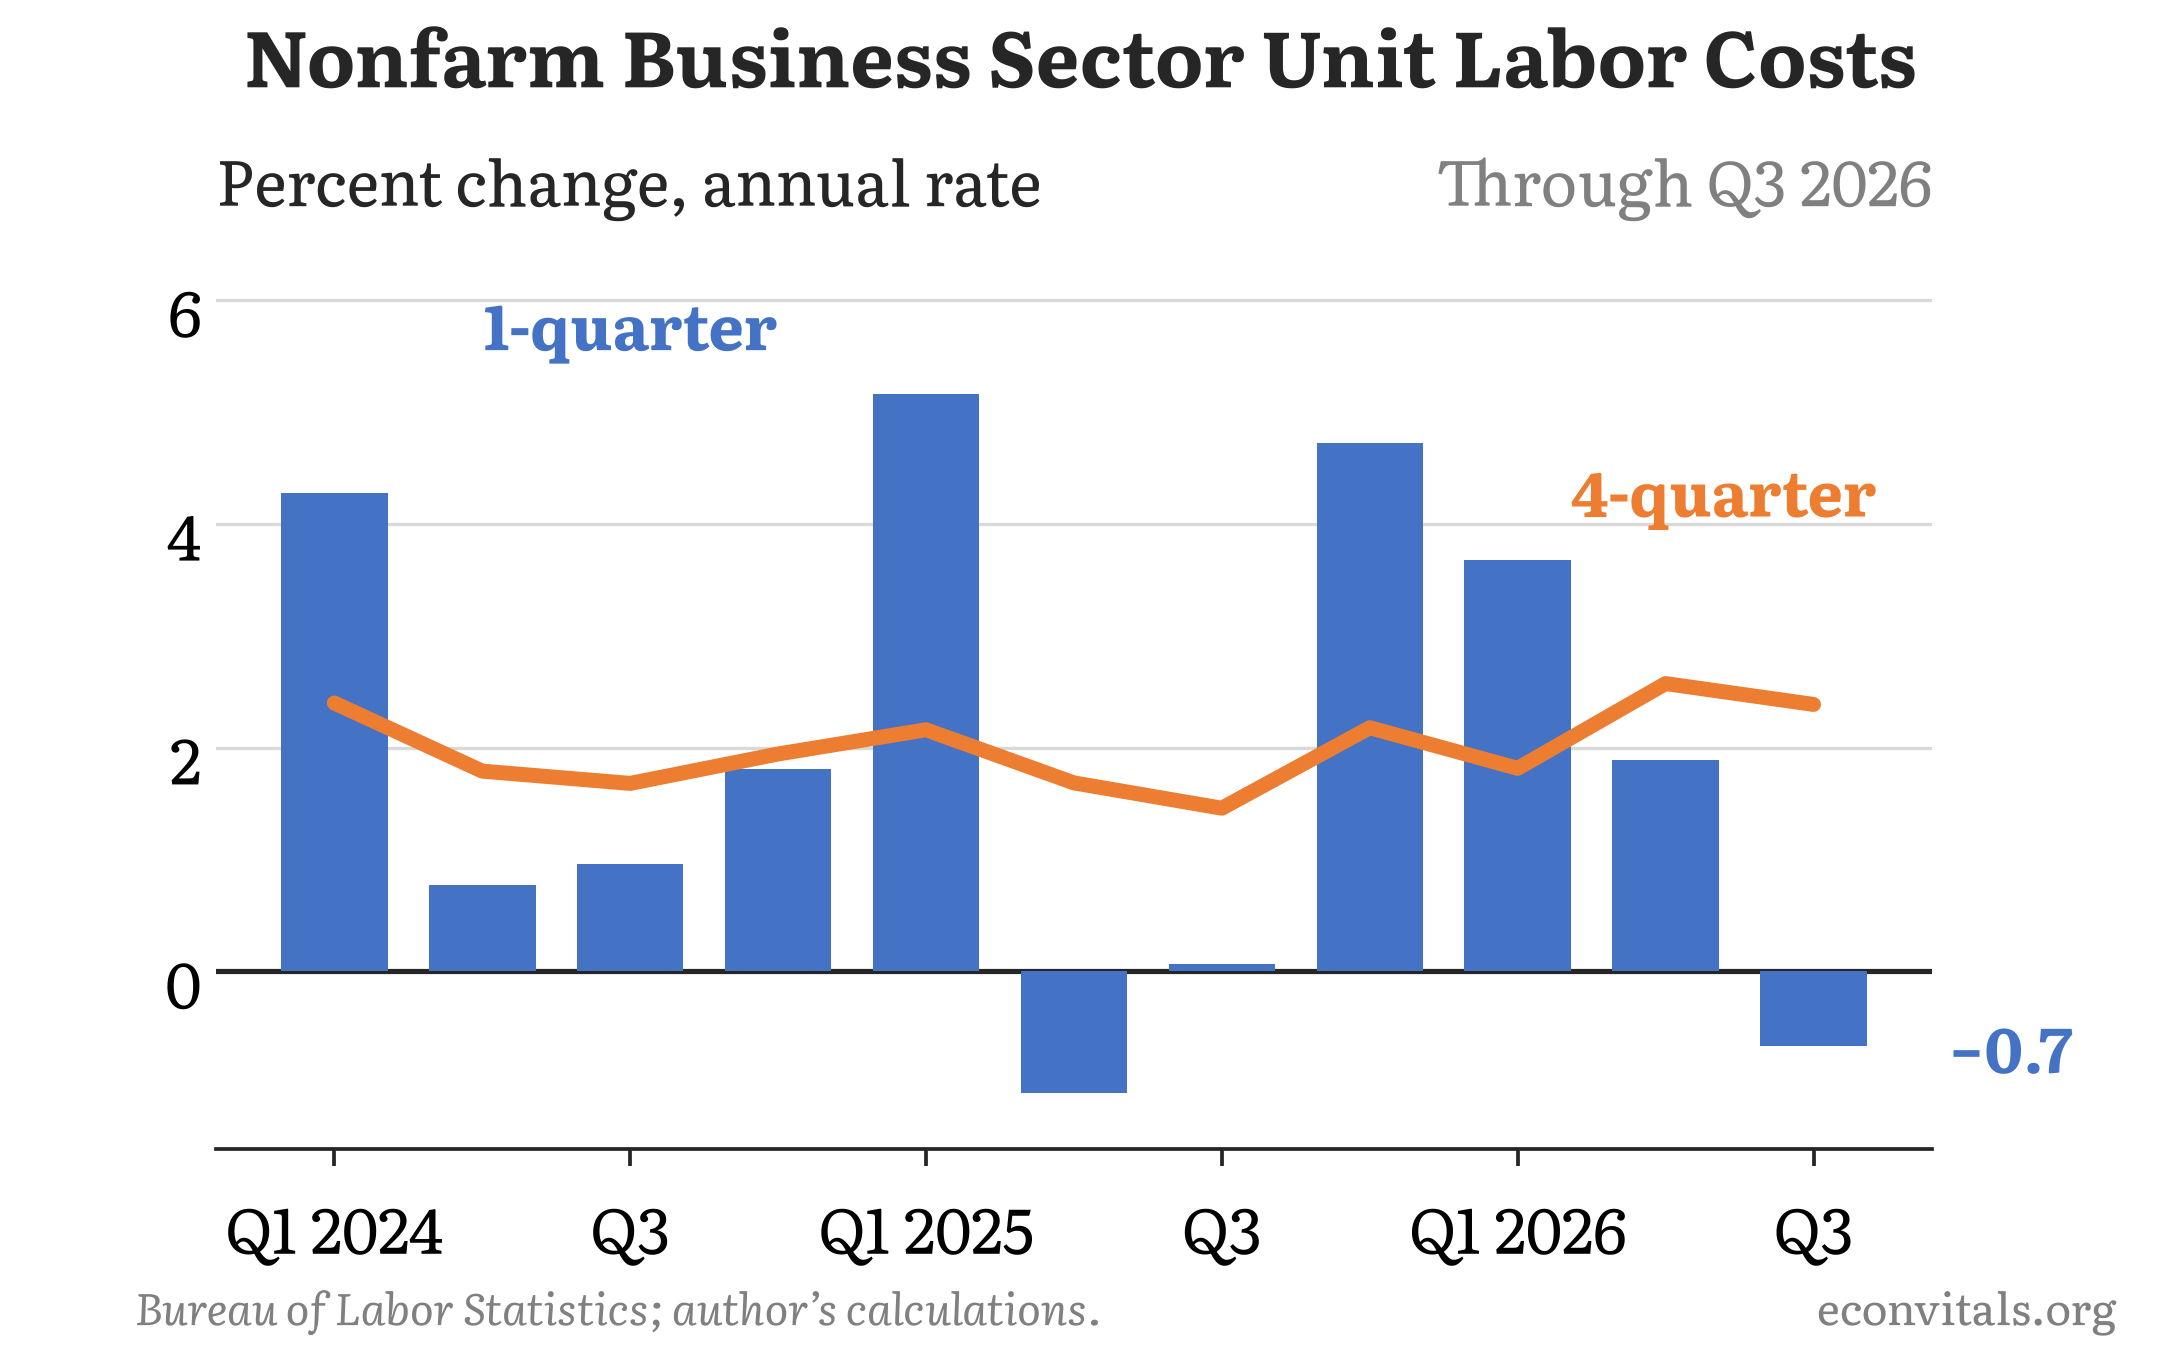 Nonfarm Business Sector Unit Labor Costs
Percent change, annual rate
Through Q3 2026
6
1-quarter
4-quarter
4
2
0
-0.7
Q1 2024
Q3
Q1 2025
Q3
Q1 2026
Q3
Bureau of Labor Statistics; author’s calculations.
econvitals.org